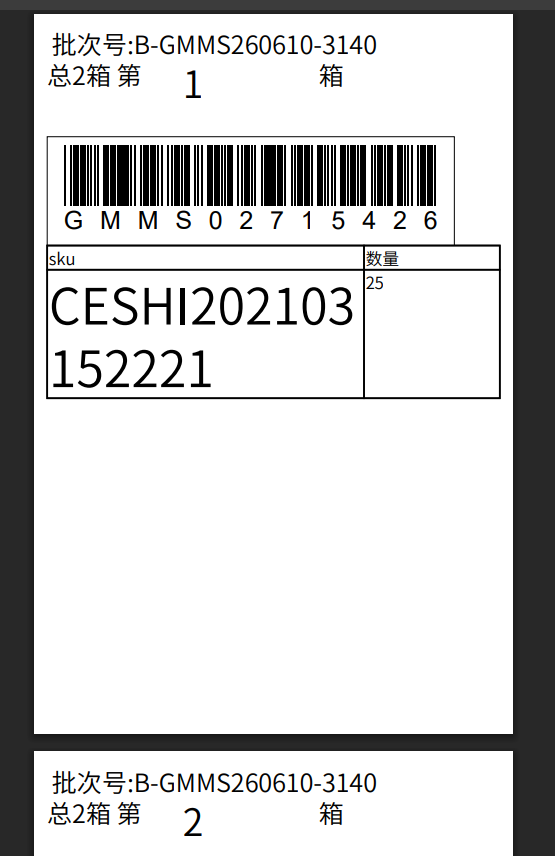 批次号:B-GMMS260610-3140
总2箱 第 1 箱
GMMS02715426
sku 数量
CESHI202103 25
152221
批次号:B-GMMS260610-3140
总2箱 第 2 箱